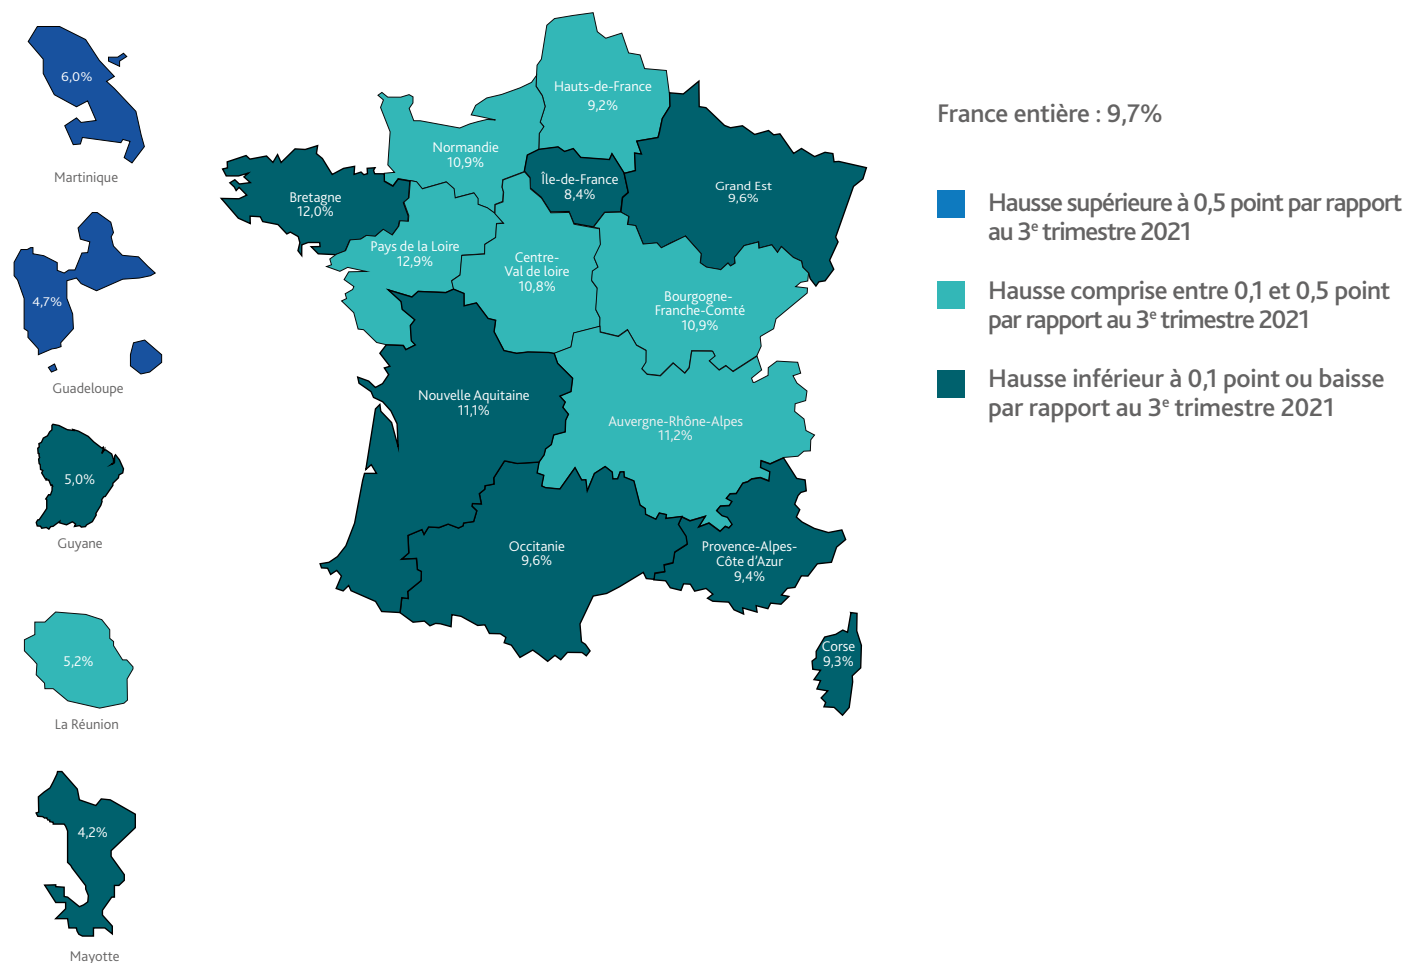 6,0%
Martinique
4,7%
Guadeloupe
5,0%
Guyane
5,2%
La Réunion
4,2%
Mayotte
Hauts-de-France
9,2%
Normandie
10,9%
Île-de-France
8,4%
Grand Est
9,6%
Bretagne
12,0%
Pays de la Loire
12,9%
Centre-
Val de loire
10,8%
Bourgogne-
Franche-Comté
10,9%
Nouvelle Aquitaine
11,1%
Auvergne-Rhône-Alpes
11,2%
Occitanie
9,6%
Provence-Alpes-
Côte d'Azur
9,4%
Corse
9,3%
France entière : 9,7%
Hausse supérieure à 0,5 point par rapport
au 3e trimestre 2021
Hausse comprise entre 0,1 et 0,5 point
par rapport au 3e trimestre 2021
Hausse inférieur à 0,1 point ou baisse
par rapport au 3e trimestre 2021